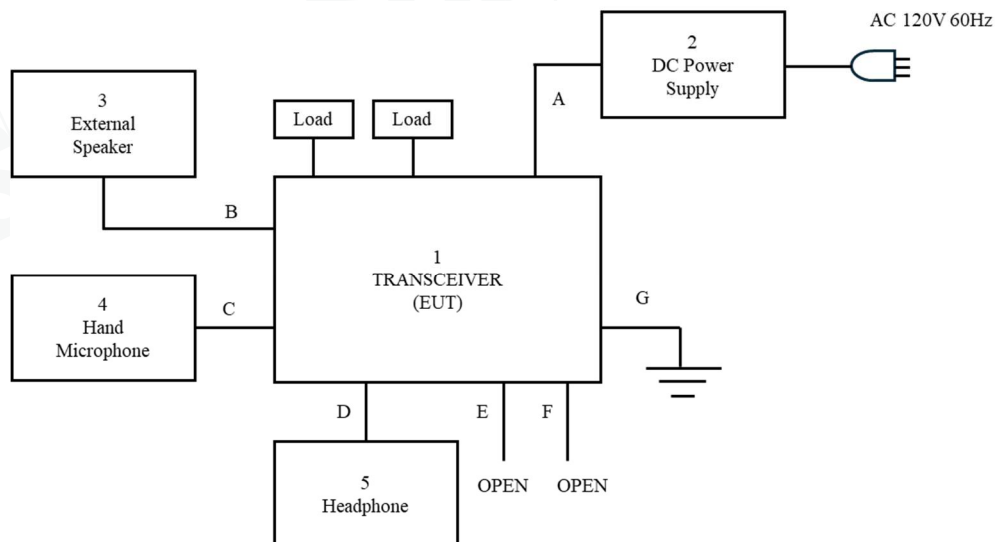 AC 120V 60Hz
2
DC Power
Supply
A
3
External
Speaker
Load
Load
B
1
TRANSCEIVER
(EUT)
G
4
Hand
Microphone
C
D
E
F
5
Headphone
OPEN
OPEN